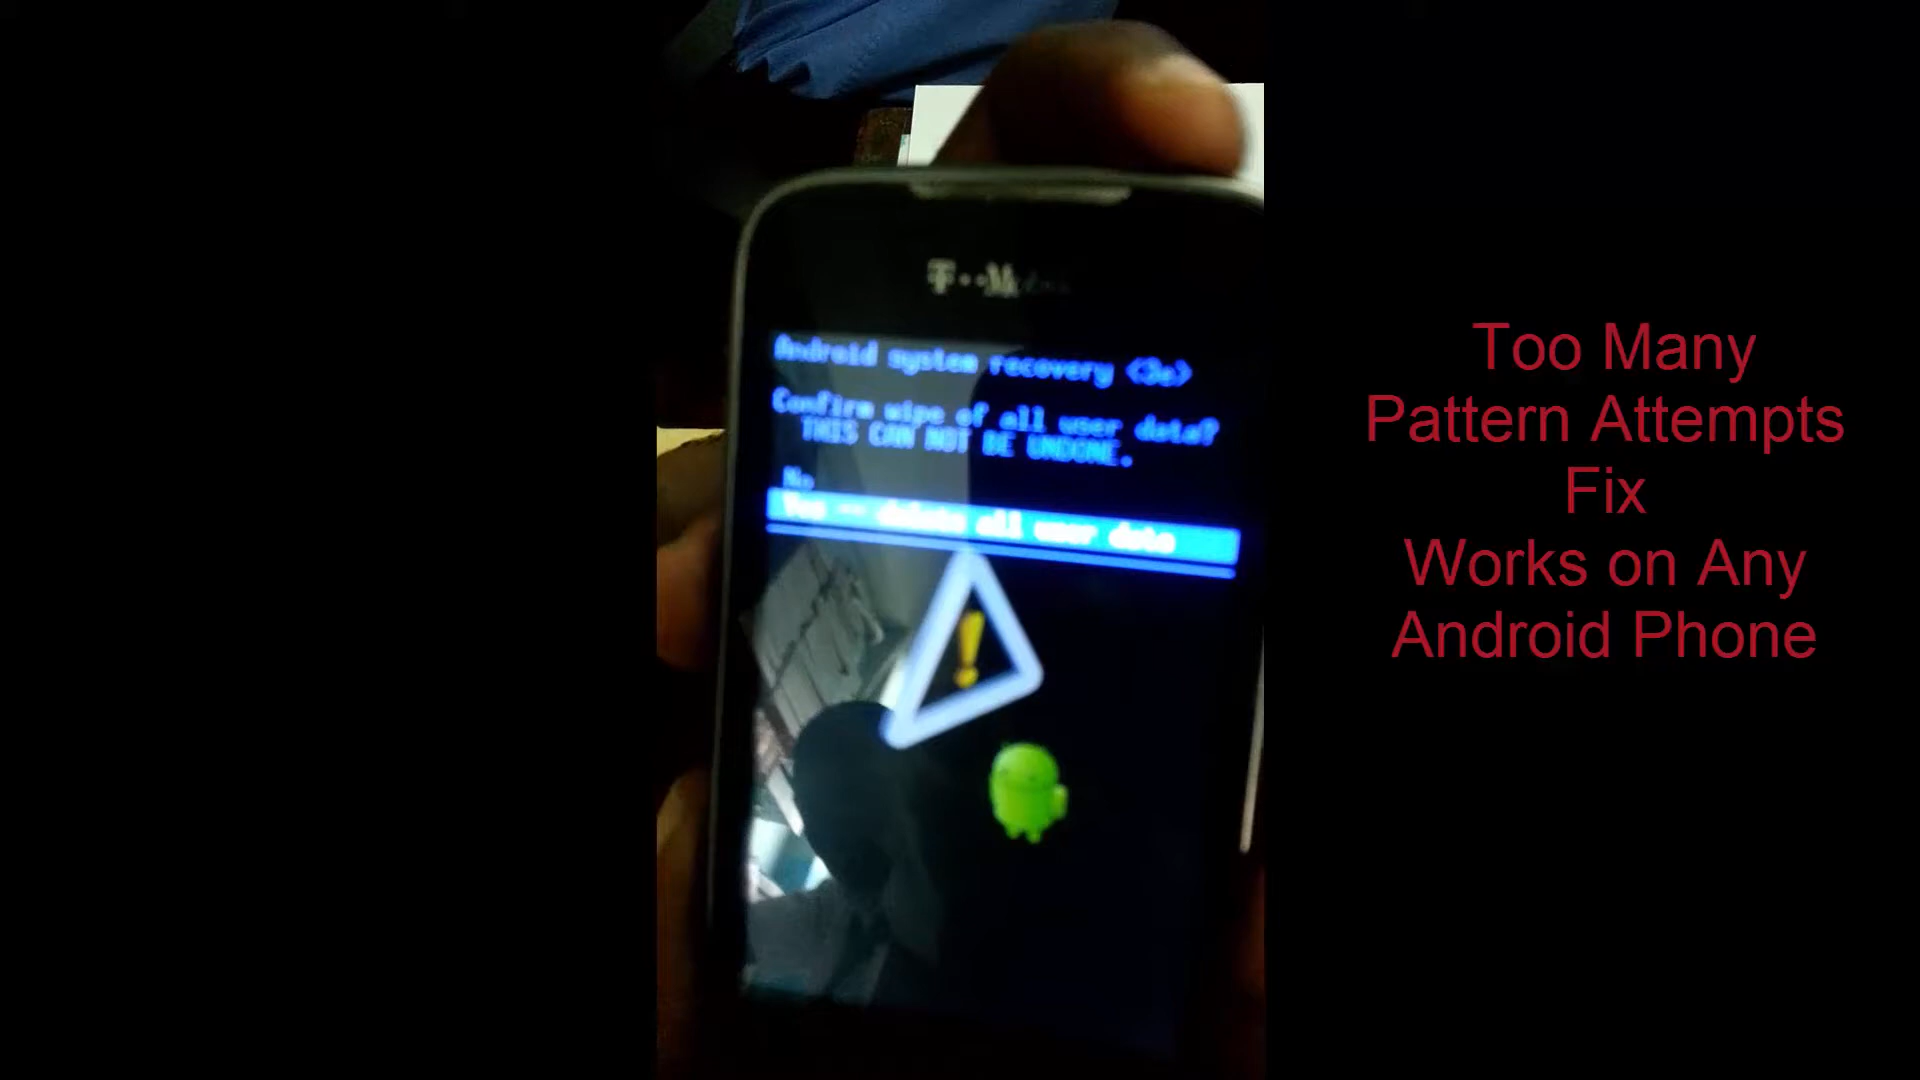 T··Mobile
Android system recovery <3e>
Confirm wipe of all user data?
THIS CAN NOT BE UNDONE.
No
Yes -- delete all user data
Too Many
Pattern Attempts
Fix
Works on Any
Android Phone